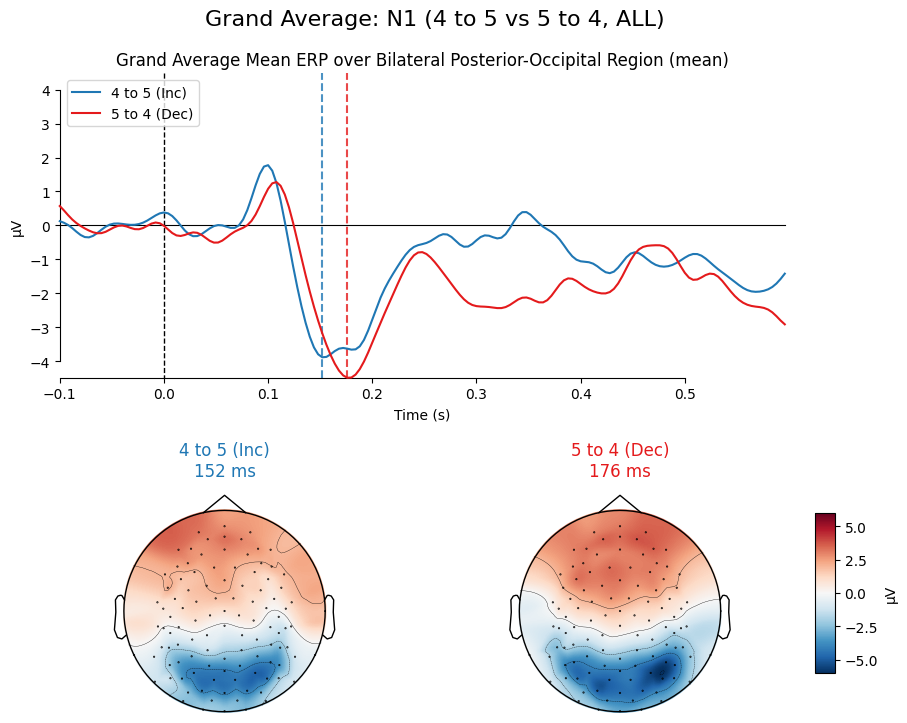 Grand Average: N1 (4 to 5 vs 5 to 4, ALL)
Grand Average Mean ERP over Bilateral Posterior-Occipital Region (mean)
4 to 5 (Inc)
5 to 4 (Dec)
4
3
2
1
0
−1
−2
−3
−4
µV
−0.1
0.0
0.1
0.2
0.3
0.4
0.5
Time (s)
4 to 5 (Inc)
152 ms
5 to 4 (Dec)
176 ms
5.0
2.5
0.0
−2.5
−5.0
µV